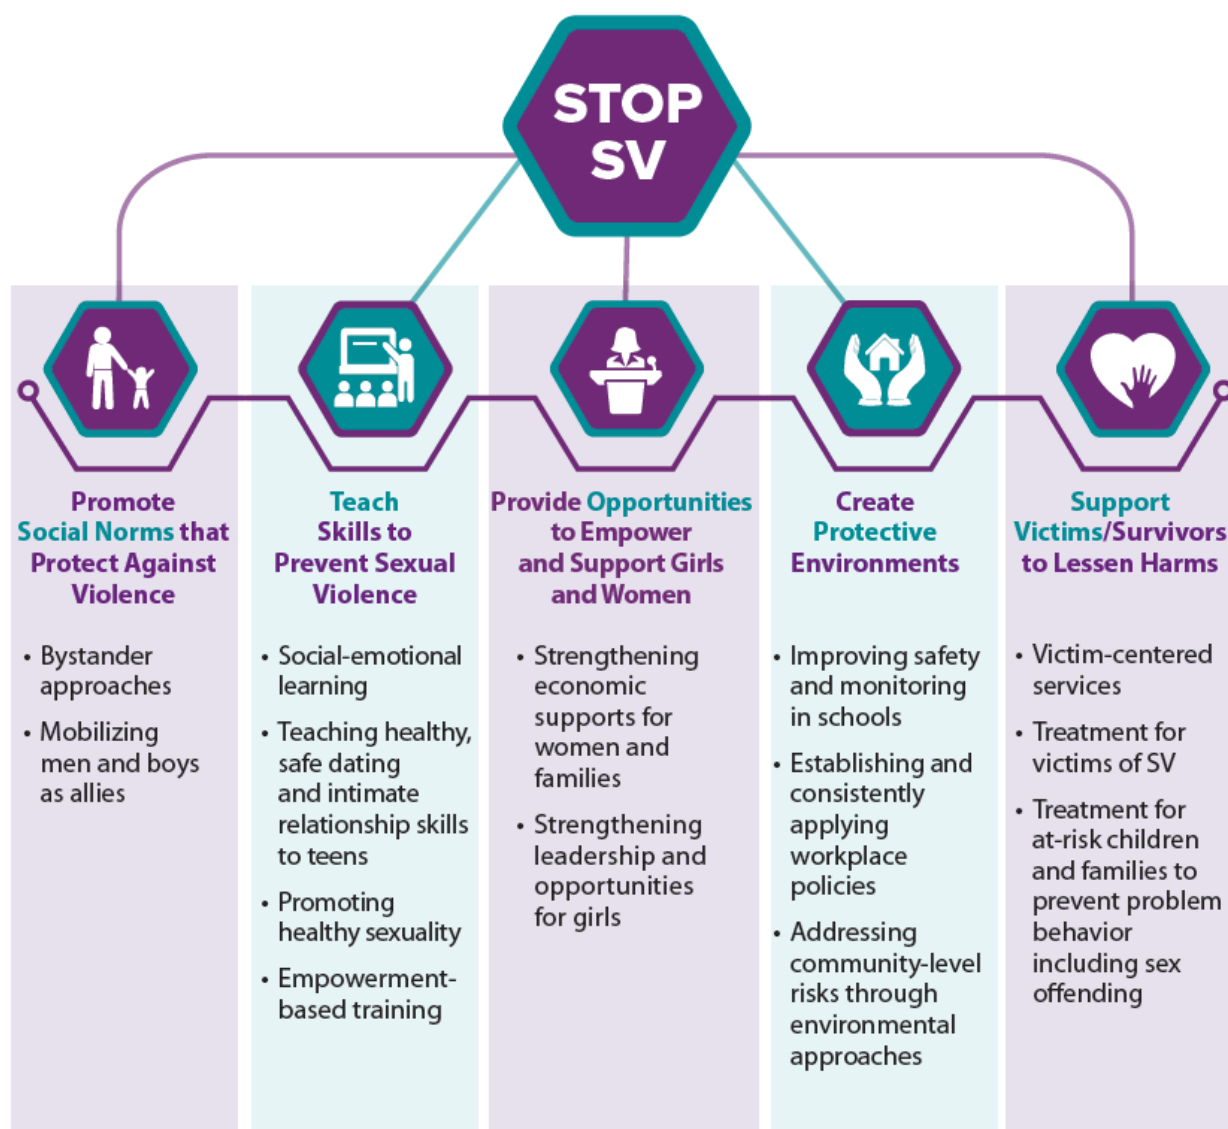 STOP
SV
Promote
Social Norms that
Protect Against
Violence
• Bystander
approaches
• Mobilizing
men and boys
as allies
Teach
Skills to
Prevent Sexual
Violence
• Social-emotional
learning
• Teaching healthy,
safe dating
and intimate
relationship skills
to teens
• Promoting
healthy sexuality
• Empowerment-
based training
Provide Opportunities
to Empower
and Support Girls
and Women
• Strengthening
economic
supports for
women and
families
• Strengthening
leadership and
opportunities
for girls
Create
Protective
Environments
• Improving safety
and monitoring
in schools
• Establishing and
consistently
applying
workplace
policies
• Addressing
community-level
risks through
environmental
approaches
Support
Victims/Survivors
to Lessen Harms
• Victim-centered
services
• Treatment for
victims of SV
• Treatment for
at-risk children
and families to
prevent problem
behavior
including sex
offending